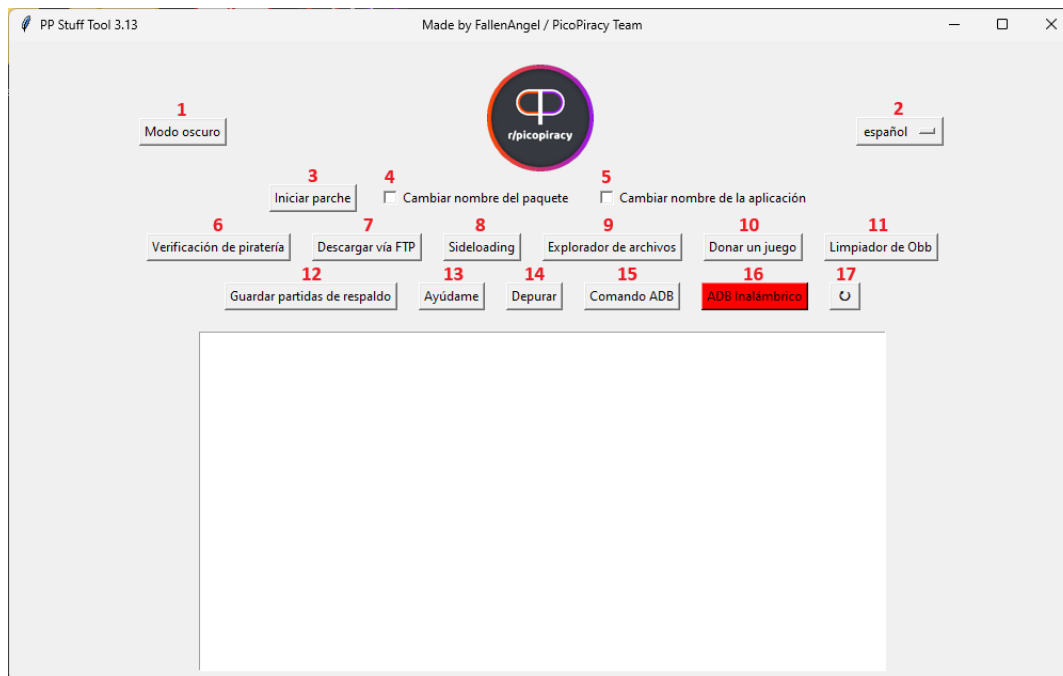 PP Stuff Tool 3.13 Made by FallenAngel / PicoPiracy Team
r/picopiracy
1 2
Modo oscuro español
3 4 5
Iniciar parche Cambiar nombre del paquete Cambiar nombre de la aplicación
6 7 8 9 10 11
Verificación de piratería Descargar vía FTP Sideloading Explorador de archivos Donar un juego Limpiador de Obb
12 13 14 15 16 17
Guardar partidas de respaldo Ayúdame Depurar Comando ADB ADB Inalámbrico